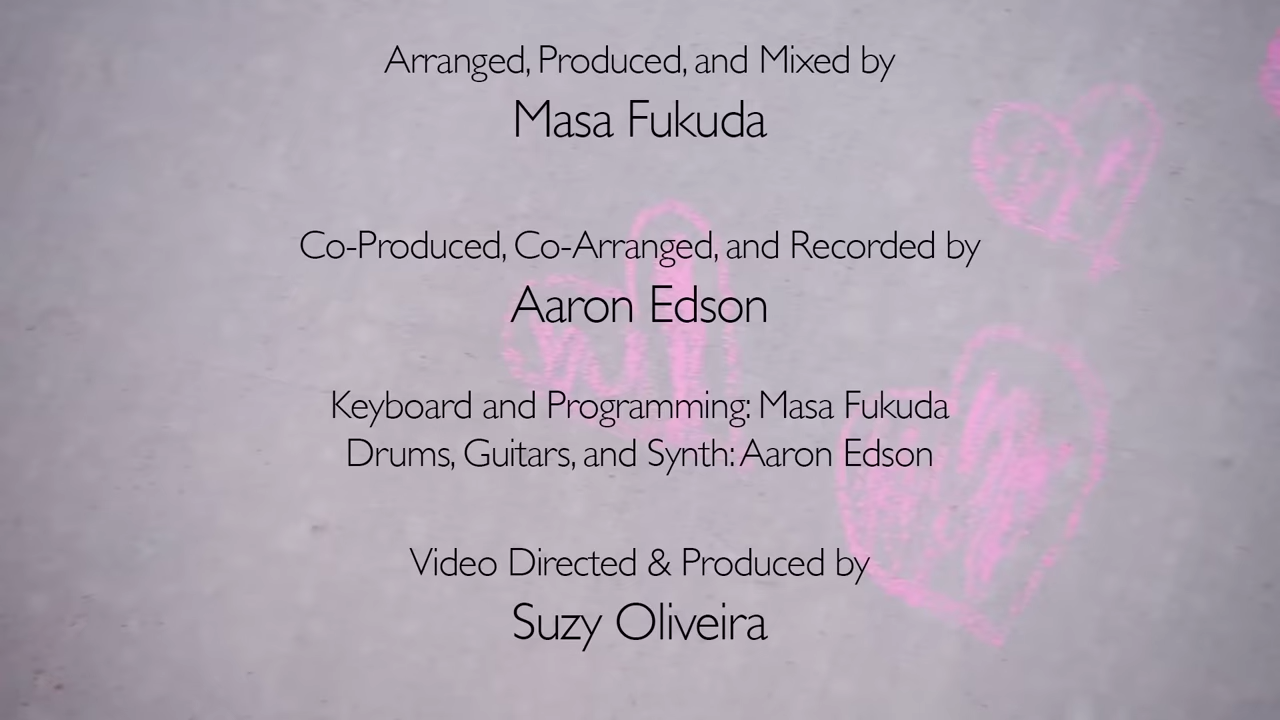 Arranged, Produced, and Mixed by
Masa Fukuda
Co-Produced, Co-Arranged, and Recorded by
Aaron Edson
Keyboard and Programming: Masa Fukuda
Drums, Guitars, and Synth: Aaron Edson
Video Directed & Produced by
Suzy Oliveira